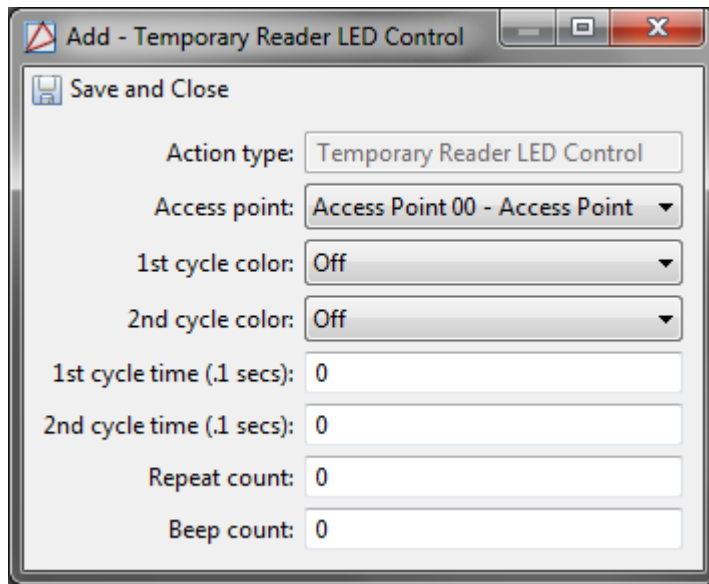 Add - Temporary Reader LED Control
Save and Close
Action type: Temporary Reader LED Control
Access point: Access Point 00 - Access Point
1st cycle color: Off
2nd cycle color: Off
1st cycle time (.1 secs): 0
2nd cycle time (.1 secs): 0
Repeat count: 0
Beep count: 0